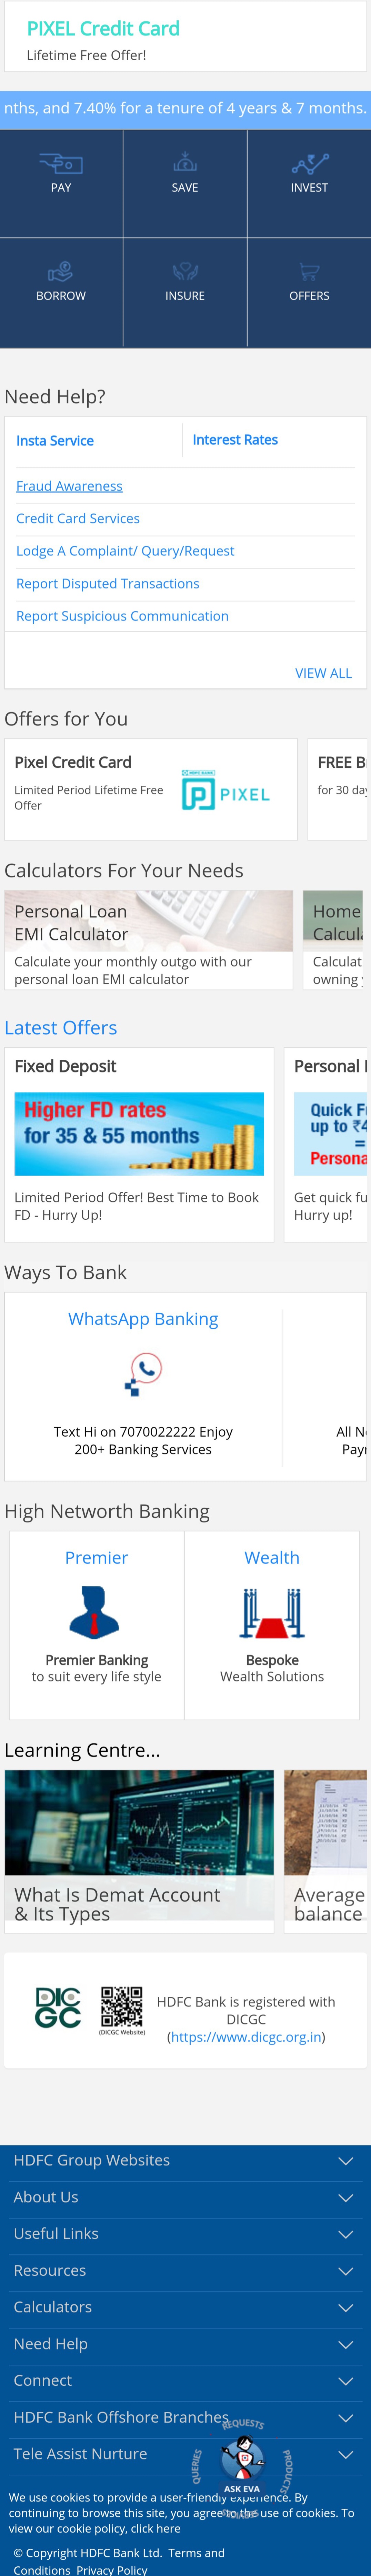 PIXEL Credit Card
Lifetime Free Offer!
nths, and 7.40% for a tenure of 4 years & 7 months.
PAY
SAVE
INVEST
BORROW
INSURE
OFFERS
Need Help?
Insta Service
Interest Rates
Fraud Awareness
Credit Card Services
Lodge A Complaint/ Query/Request
Report Disputed Transactions
Report Suspicious Communication
VIEW ALL
Offers for You
Pixel Credit Card
Limited Period Lifetime Free
Offer
HDFC BANK
PIXEL
FREE B
for 30 day
Calculators For Your Needs
Personal Loan
EMI Calculator
Calculate your monthly outgo with our
personal loan EMI calculator
Home
Calcul
Calculat
owning
Latest Offers
Fixed Deposit
Higher FD rates
for 35 & 55 months
Limited Period Offer! Best Time to Book
FD - Hurry Up!
Personal
Quick F
up to ₹4
=
Persona
Get quick fu
Hurry up!
Ways To Bank
WhatsApp Banking
Text Hi on 7070022222 Enjoy
200+ Banking Services
All N
Payr
High Networth Banking
Premier
Premier Banking
to suit every life style
Wealth
Bespoke
Wealth Solutions
Learning Centre...
What Is Demat Account
& Its Types
Average
balance
DICGC
(DICGC Website)
HDFC Bank is registered with
DICGC
(https://www.dicgc.org.in)
HDFC Group Websites
About Us
Useful Links
Resources
Calculators
Need Help
Connect
HDFC Bank Offshore Branches
Tele Assist Nurture
REQUESTS
QUERIES
PRODUCTS
ASK EVA
We use cookies to provide a user-friendly experience. By
continuing to browse this site, you agree to the use of cookies. To
view our cookie policy, click here
© Copyright HDFC Bank Ltd. Terms and
Conditions Privacy Policy